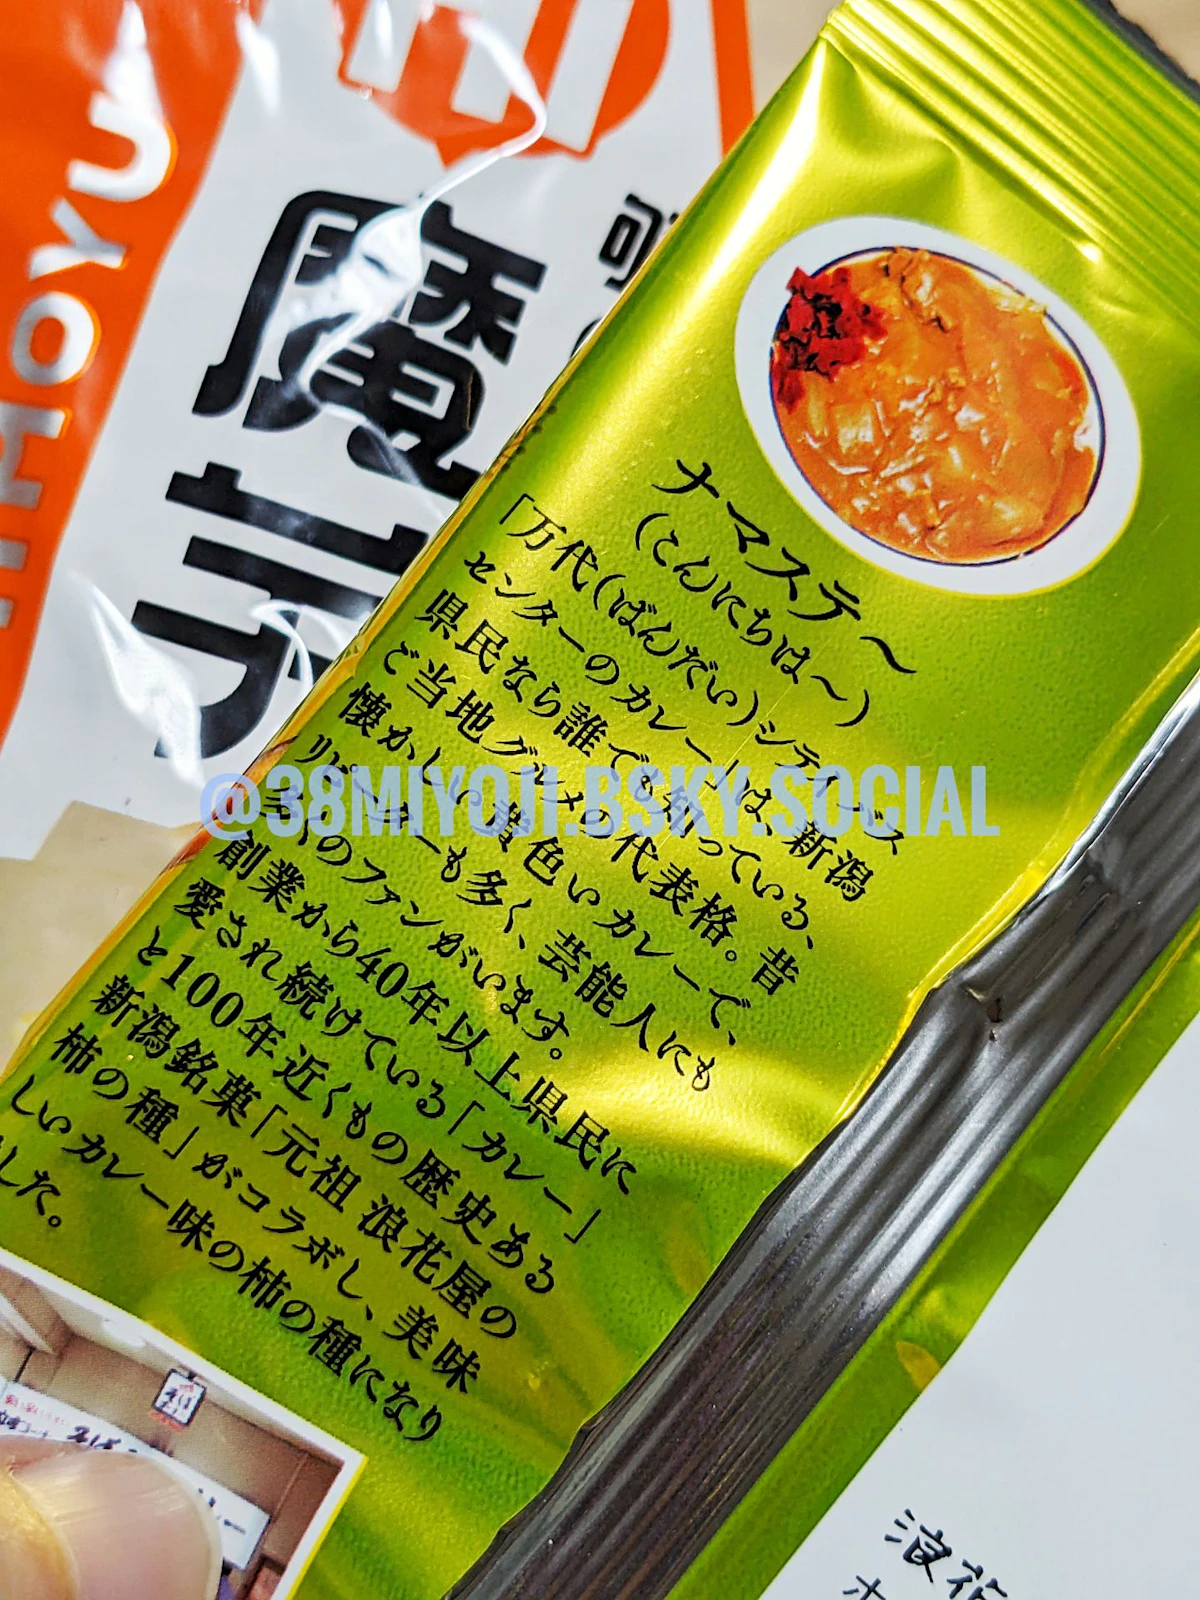 ナマステ〜
(こんにちは〜)
「万代(ばんだい)シテイバス
センターのカレー」は、新潟
県民なら誰でも知っている、
ご当地グルメの代表格。昔
懐かしい黄色いカレーで、
リピーターも多く、芸能人にも
多くのファンがいます。
創業から40年以上県民に
愛され続けている「カレー」
と100年近くもの歴史ある
新潟銘菓「元祖 浪花屋の
柿の種」がコラボし、美味
しいカレー味の柿の種になり
した。
@38MIYOJI.BSKY.SOCIAL
浪花